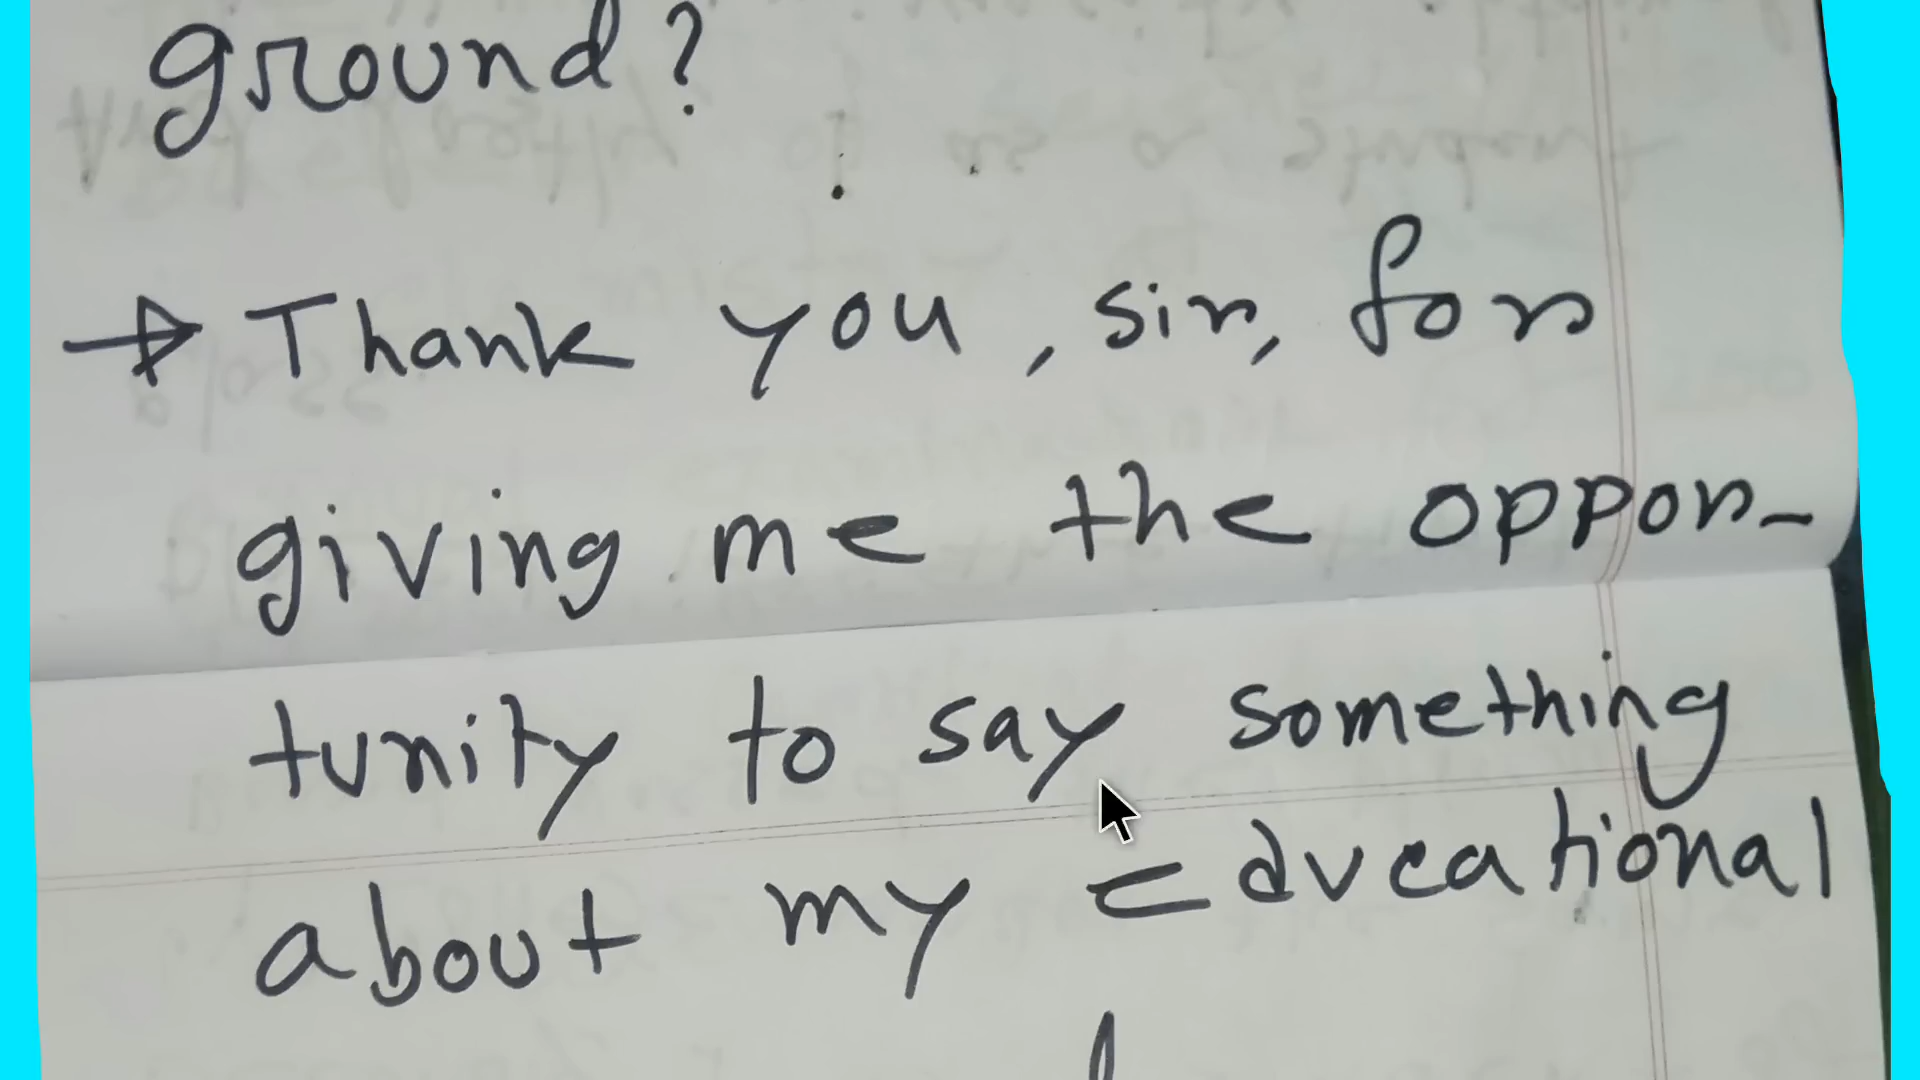 ground?
→ Thank you, sir, for
giving me the oppor-
tunity to say something
about my educational